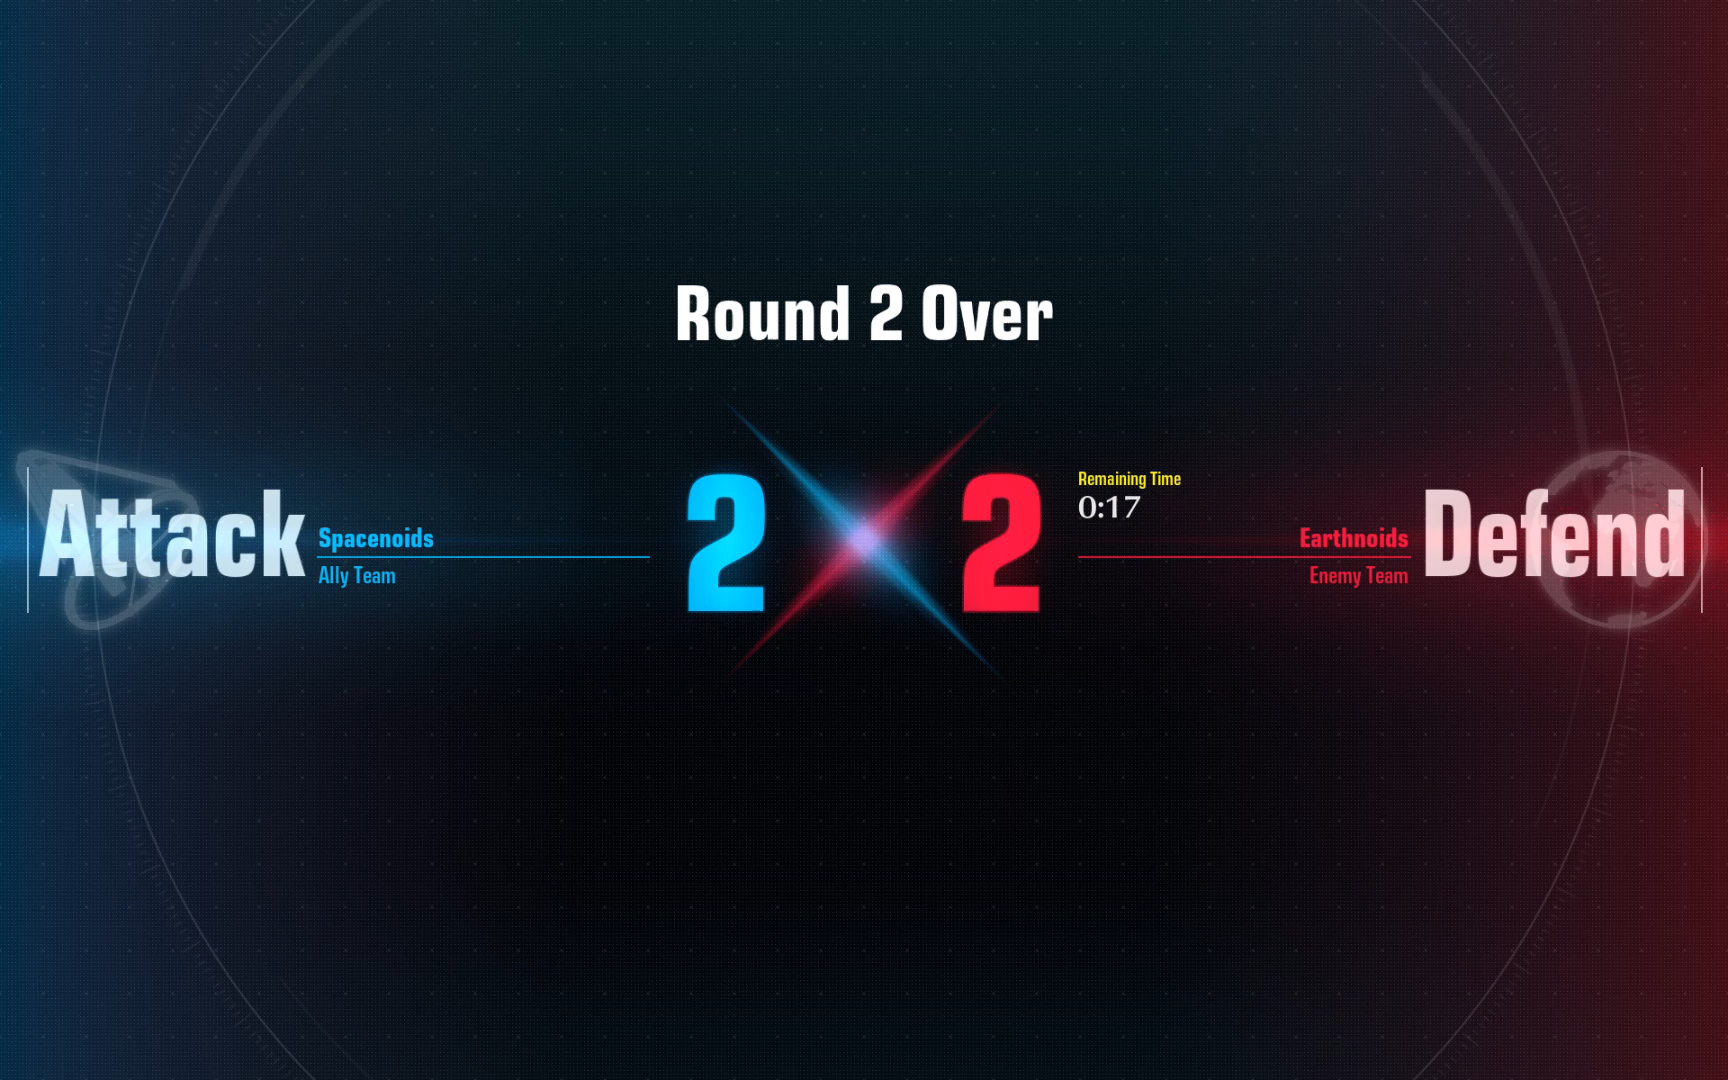 Round 2 Over
Attack
Spacenoids
Ally Team
2
2
Remaining Time
0:17
Earthnoids
Enemy Team
Defend